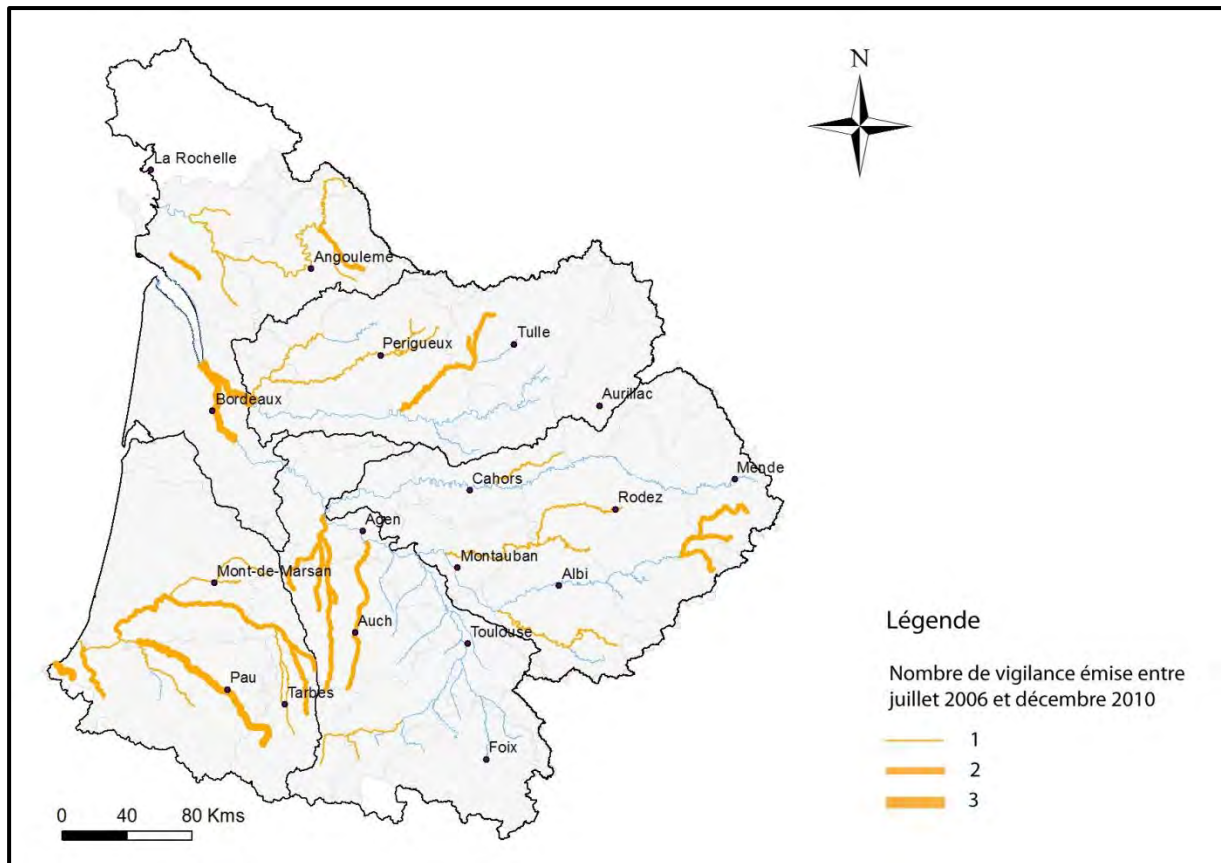 N
La Rochelle
Angouleme
Perigueux
Tulle
Bordeaux
Aurillac
Cahors
Mende
Rodez
Agen
Montauban
Albi
Mont-de-Marsan
Auch
Toulouse
Pau
Tarbes
Foix
0 40 80 Kms
Légende
Nombre de vigilance émise entre
juillet 2006 et décembre 2010
1
2
3